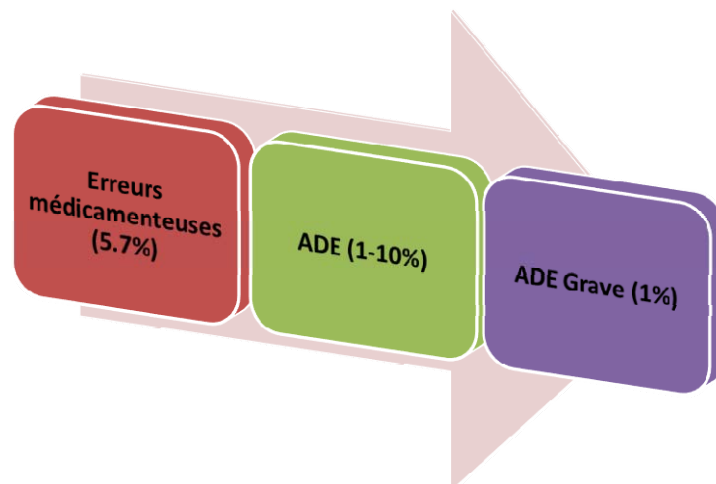 Erreurs
médicamenteuses
(5.7%)
ADE (1-10%)
ADE Grave (1%)